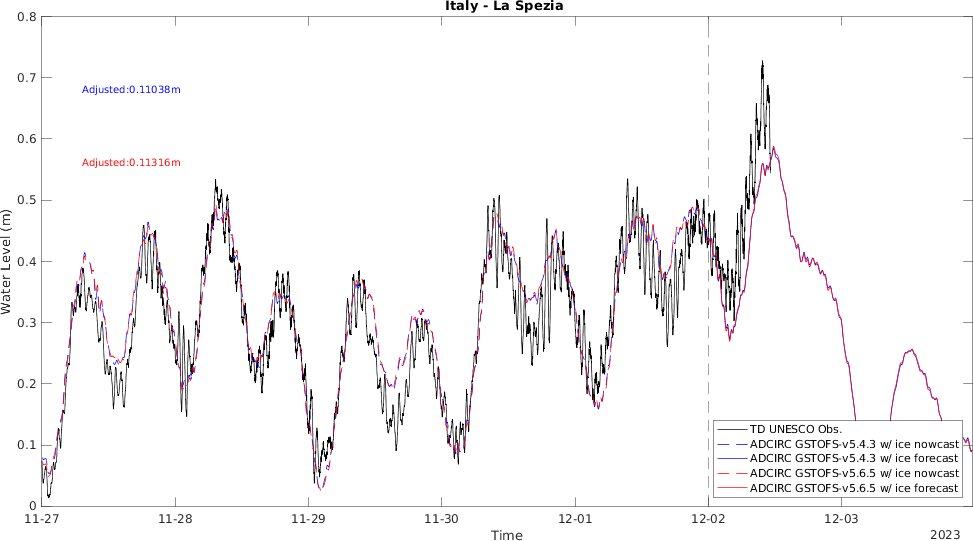 Italy - La Spezia
0.8
0.7
Adjusted:0.11038m
0.6
Adjusted:0.11316m
0.5
0.4
0.3
0.2
0.1
0
Water Level (m)
TD UNESCO Obs.
ADCIRC GSTOFS-v5.4.3 w/ ice nowcast
ADCIRC GSTOFS-v5.4.3 w/ ice forecast
ADCIRC GSTOFS-v5.6.5 w/ ice nowcast
ADCIRC GSTOFS-v5.6.5 w/ ice forecast
11-27 11-28 11-29 11-30 12-01 12-02 12-03
Time
2023